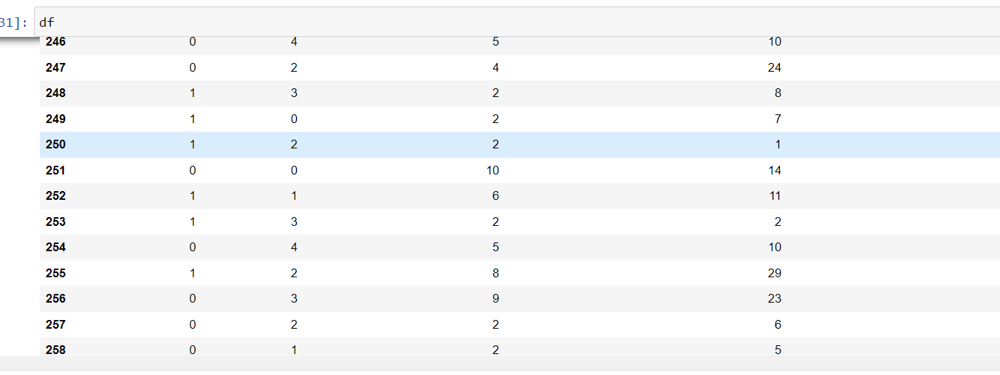 31]: df
246 0 4 5 10
247 0 2 4 24
248 1 3 2 8
249 1 0 2 7
250 1 2 2 1
251 0 0 10 14
252 1 1 6 11
253 1 3 2 2
254 0 4 5 10
255 1 2 8 29
256 0 3 9 23
257 0 2 2 6
258 0 1 2 5